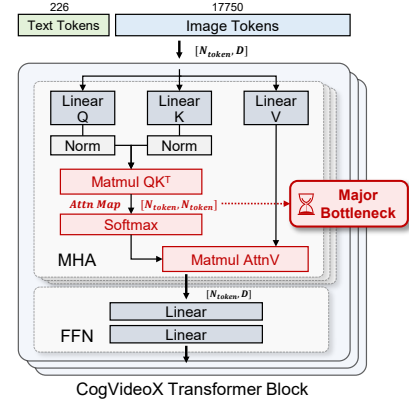 226
17750
Text Tokens
Image Tokens
[N_token, D]
Linear
Q
Linear
K
Linear
V
Norm
Norm
Matmul QKᵀ
Attn Map
[N_token, N_token]
Major
Bottleneck
Softmax
Matmul AttnV
MHA
[N_token, D]
Linear
Linear
FFN
CogVideoX Transformer Block